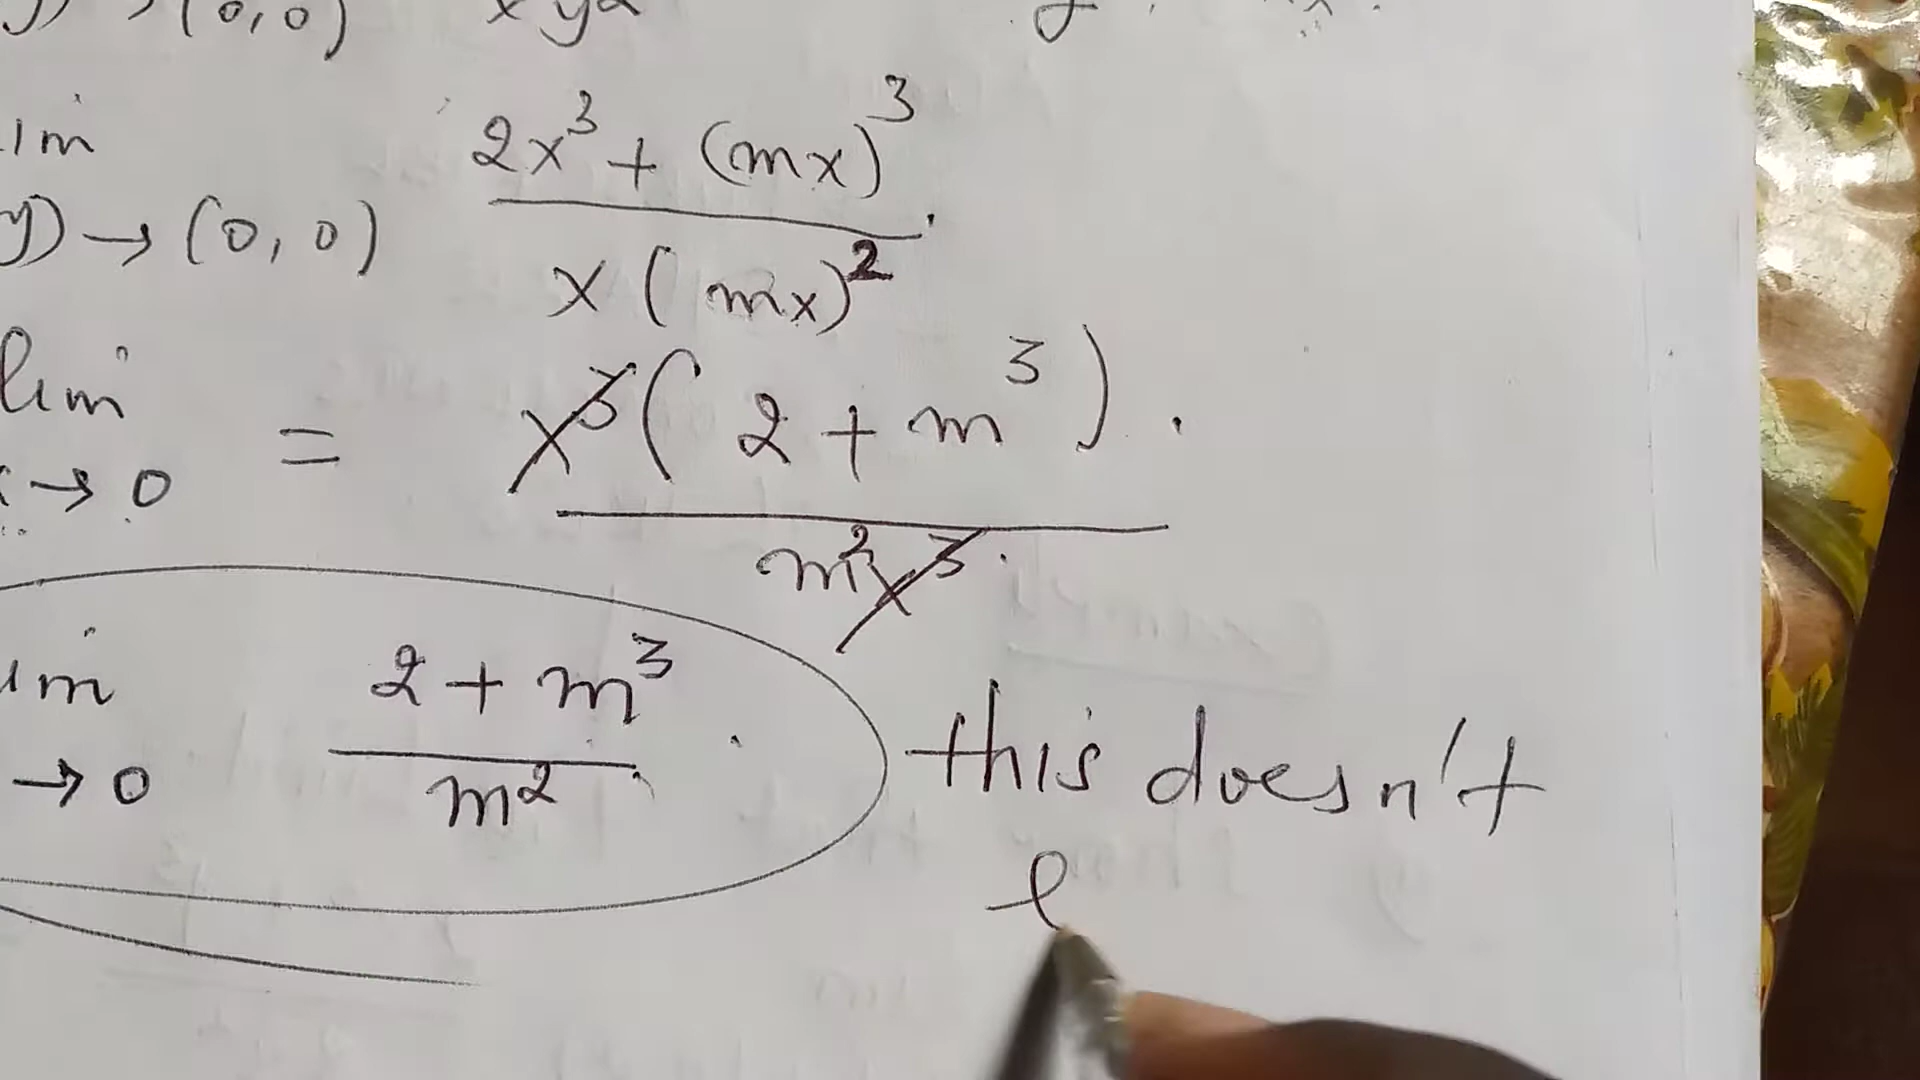 y) → (0,0) xy2
lim 2x³ + (mx)³
y) → (0,0) x(mx)²
lim = x³(2+m³).
x → 0 m²x³.
lim 2+m³
→ 0 m²
this doesn't
e